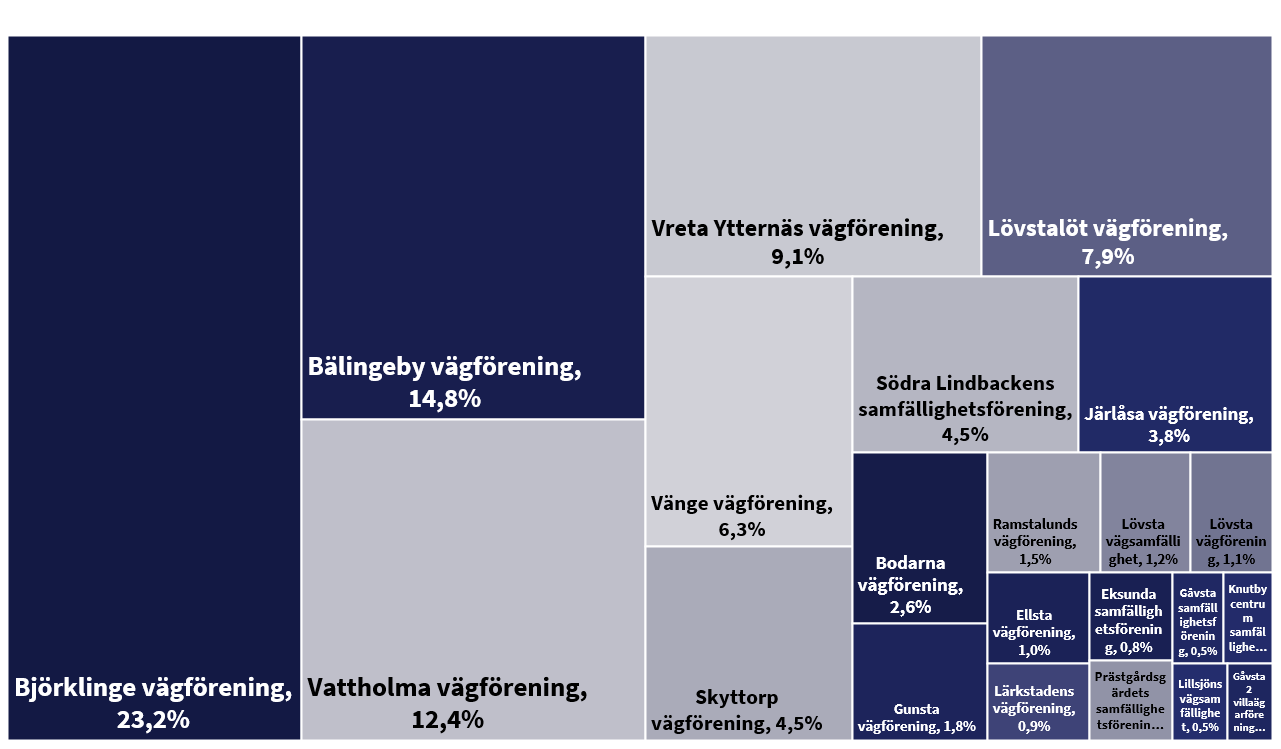 Björklinge vägförening,
23,2%
Bälingeby vägförening,
14,8%
Vattholma vägförening,
12,4%
Vreta Ytternäs vägförening,
9,1%
Lövstalöt vägförening,
7,9%
Vänge vägförening,
6,3%
Skyttorp
vägförening, 4,5%
Södra Lindbackens
samfällighetsförening,
4,5%
Järlåsa vägförening,
3,8%
Bodarna
vägförening,
2,6%
Gunsta
vägförening, 1,8%
Ramstalunds
vägförening,
1,5%
Lövsta
vägsamfälli
ghet, 1,2%
Lövsta
vägförenin
g, 1,1%
Ellsta
vägförening,
1,0%
Lärkstadens
vägförening,
0,9%
Eksunda
samfälligh
etsförenin
g, 0,8%
Prästgårdsg
ärdets
samfällighe
tsförenin...
Gåvsta
samfäll
ighetsf
örenin
g, 0,5%
Knutby
centru
m
samfäl
lighe...
Lillsjöns
vägsam
fällighe
t, 0,5%
Gåvsta
2
villaäg
arföre
ning...